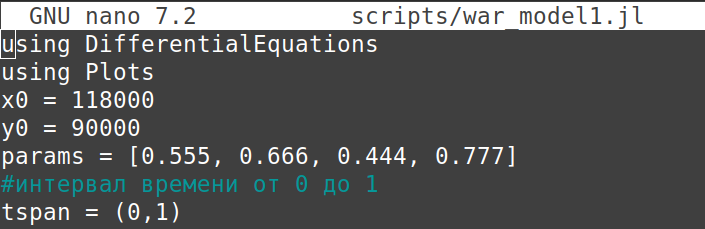 GNU nano 7.2 scripts/war_model1.jl
using DifferentialEquations
using Plots
x0 = 118000
y0 = 90000
params = [0.555, 0.666, 0.444, 0.777]
#интервал времени от 0 до 1
tspan = (0,1)